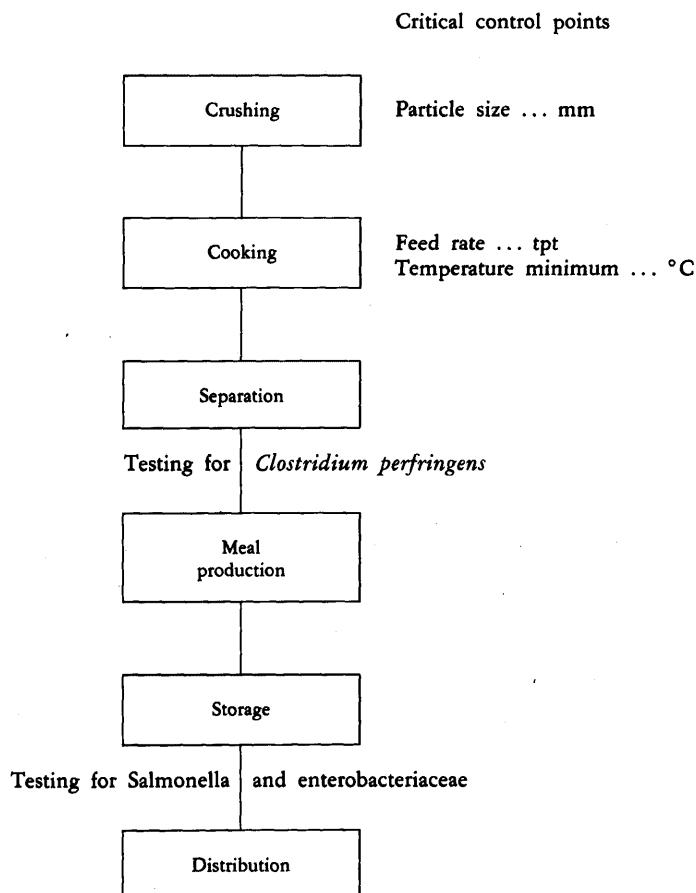 Critical control points
Crushing
Particle size ... mm
Cooking
Feed rate ... tpt
Temperature minimum ... °C
Separation
Testing for Clostridium perfringens
Meal
production
Storage
Testing for Salmonella and enterobacteriaceae
Distribution